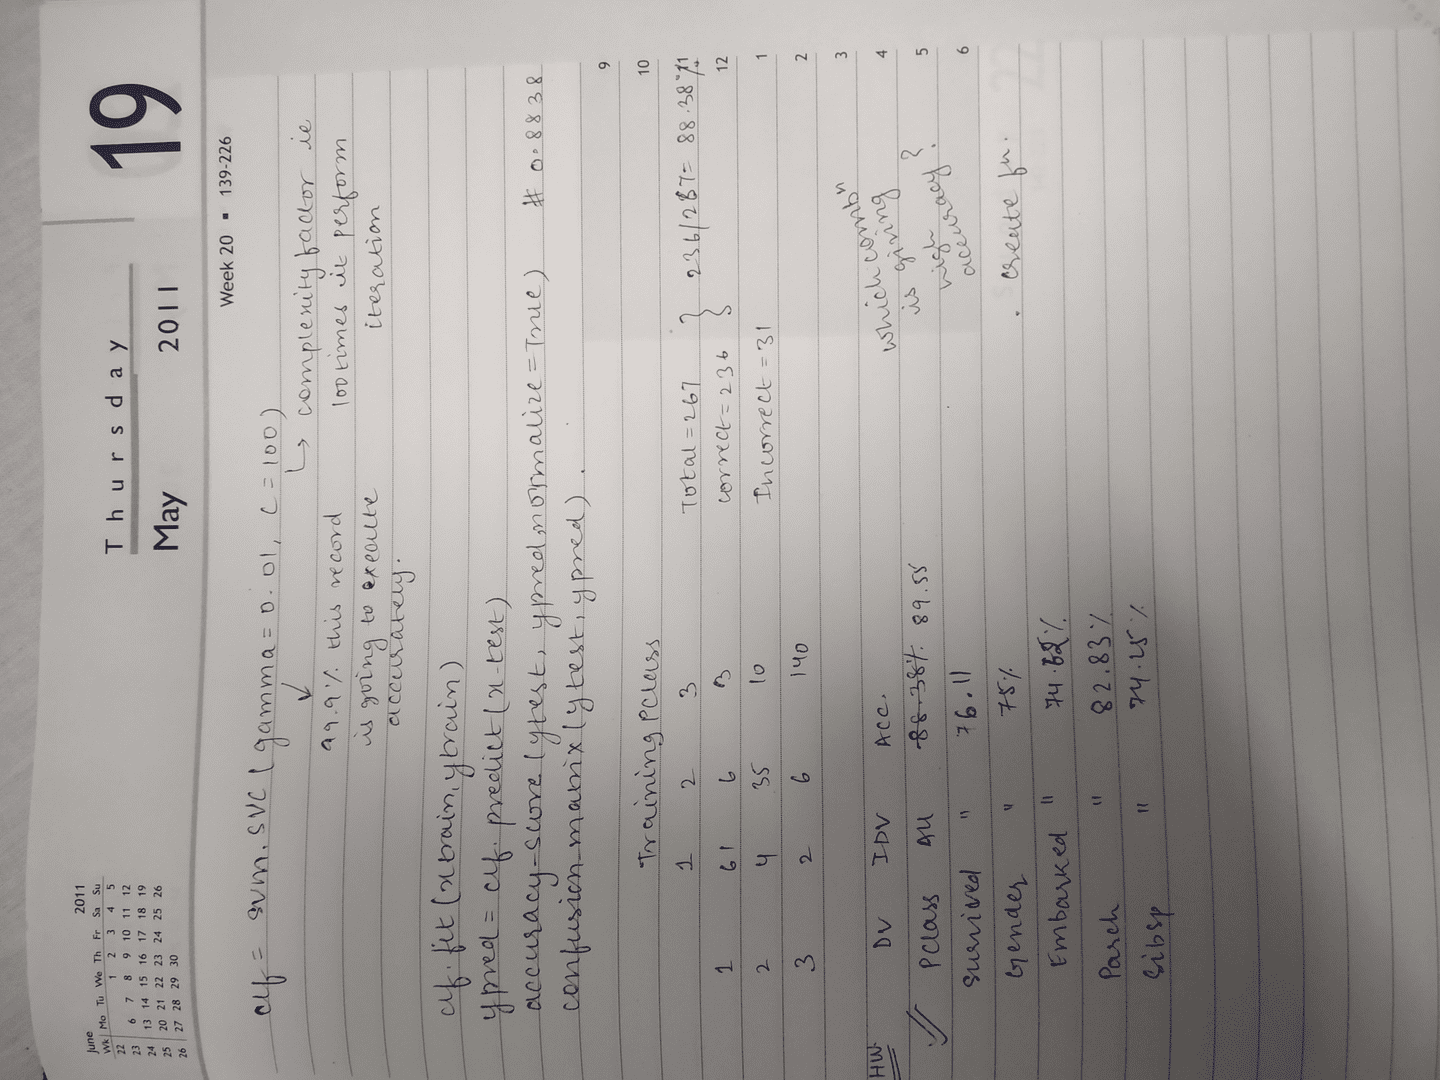 June 2011
Wk Mo Tu We Th Fr Sa Su
22 1 2 3 4 5
23 6 7 8 9 10 11 12
24 13 14 15 16 17 18 19
25 20 21 22 23 24 25 26
26 27 28 29 30
Thursday
May 2011
19
Week 20 ▪ 139-226
clf = svm.SVC (gamma = 0.01, C = 100)
↳ complexity factor ie
100 times it perform
iteration
99.9% this record
is going to execute
accurately.
clf.fit (xtrain, ytrain)
ypred = clf.predict (x-test)
accuracy-score (ytest, ypred, normalize = True) # 0.8838
confusion_matrix (ytest, ypred).
9
Training PClass 10
1 2 3 Total = 267 } 236/267 = 88.38% 11
1 61 6 3 correct = 236 12
2 4 35 10 Incorrect = 31 1
3 2 6 140 2
3
HW DV IDV ACC. which combn 4
PClass All 88.38% 89.55 is giving 5
Survived " 76.11 high accuracy? 6
Gender " 75% . create fn.
Embarked " 74.62%
Parch " 82.83%
Sibsp " 74.25%